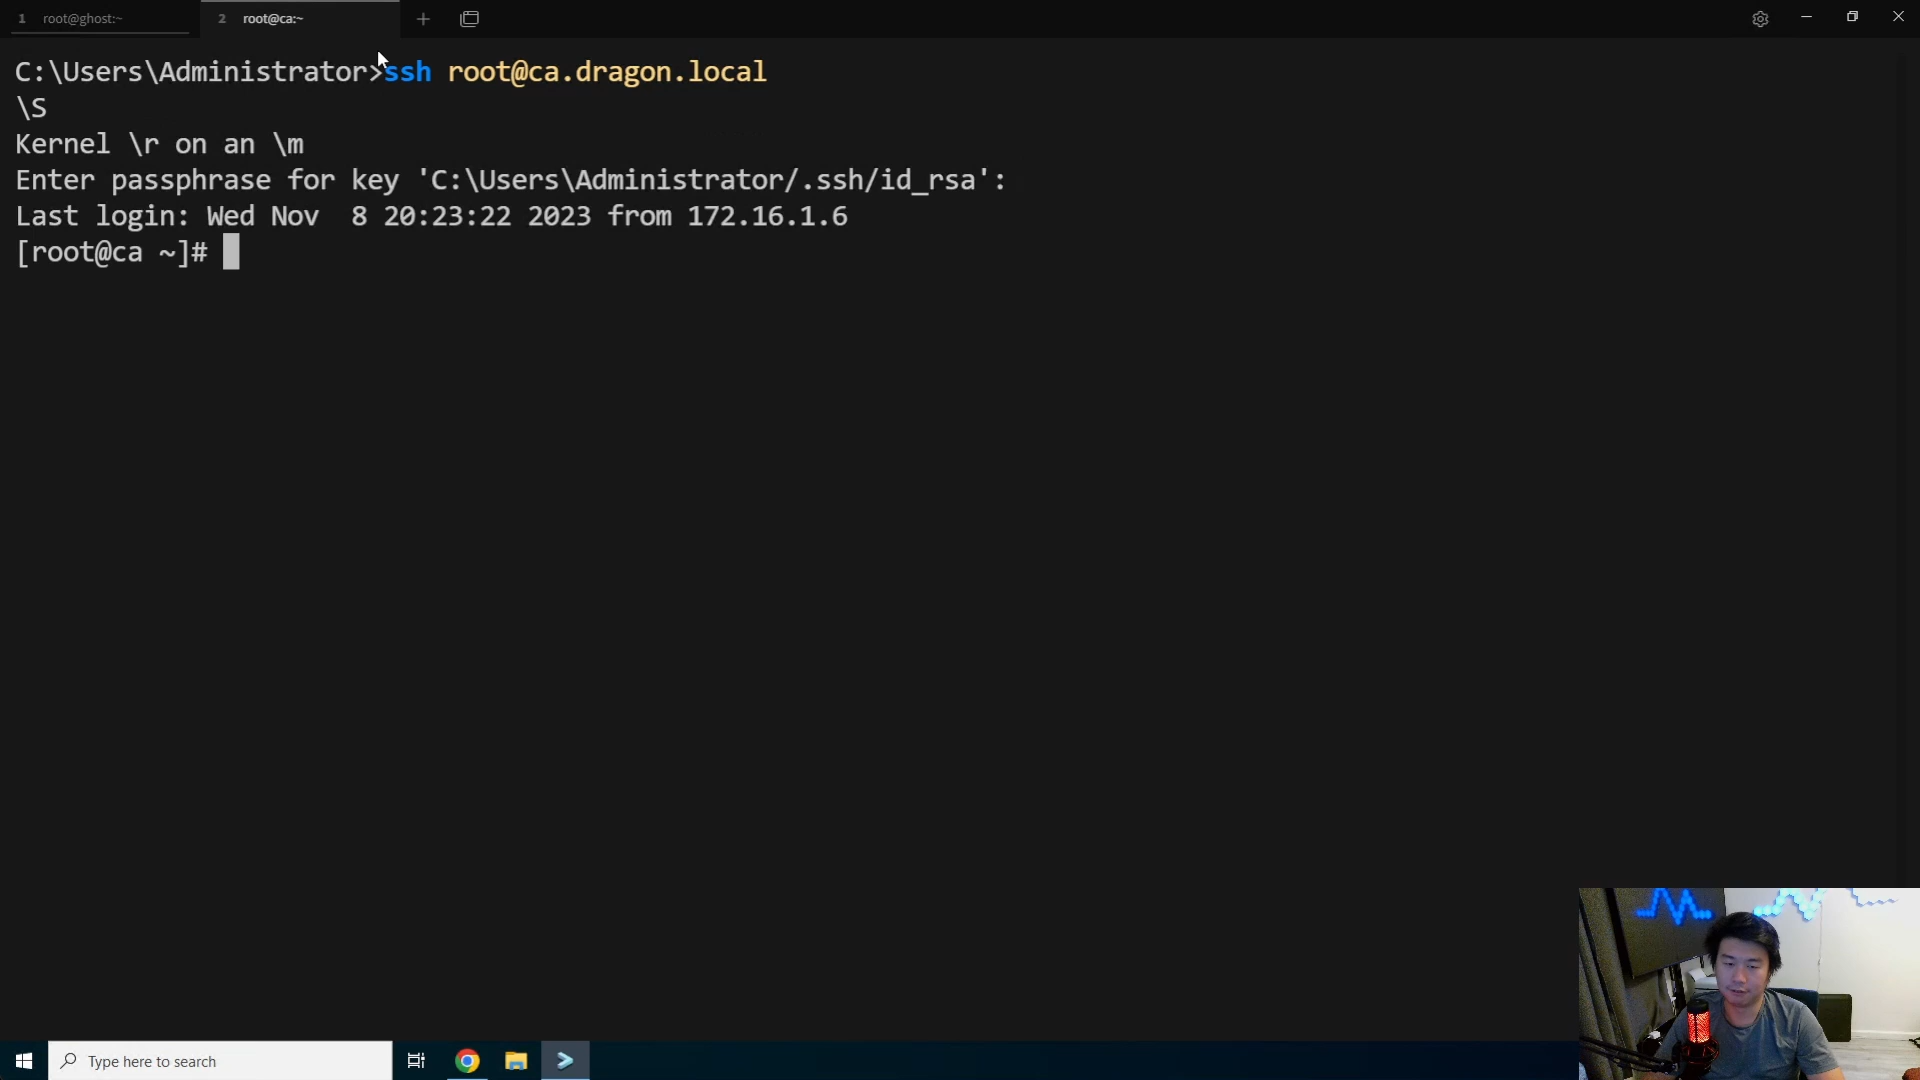 1 root@ghost:~
2 root@ca:~
C:\Users\Administrator>ssh root@ca.dragon.local
\S
Kernel \r on an \m
Enter passphrase for key 'C:\Users\Administrator/.ssh/id_rsa':
Last login: Wed Nov  8 20:23:22 2023 from 172.16.1.6
[root@ca ~]#
Type here to search